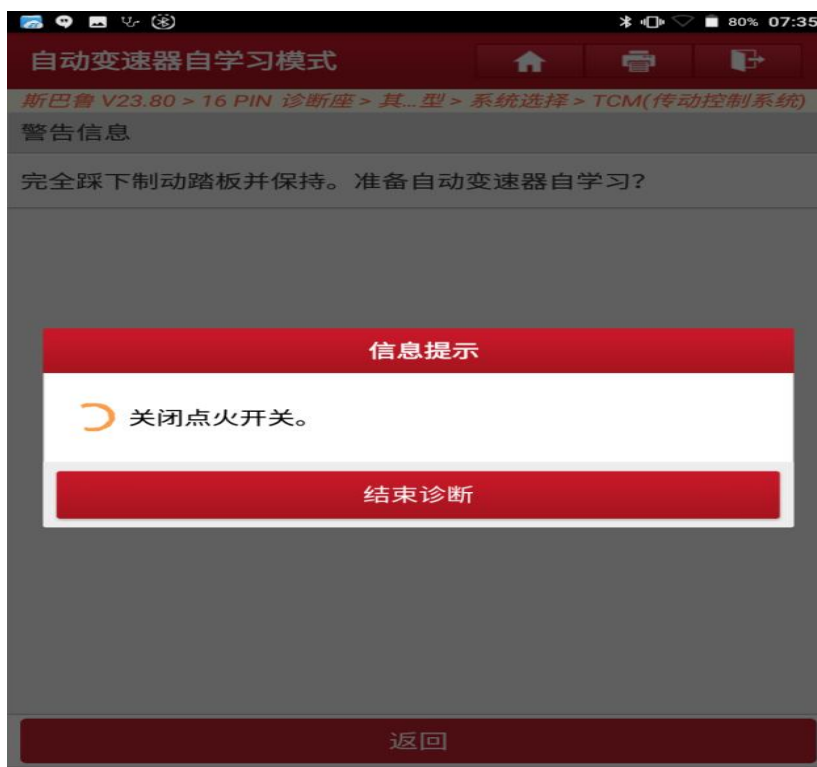 80% 07:35
自动变速器自学习模式
斯巴鲁 V23.80 > 16 PIN 诊断座 > 其...型 > 系统选择 > TCM(传动控制系统)
警告信息
完全踩下制动踏板并保持。准备自动变速器自学习?
信息提示
关闭点火开关。
结束诊断
返回